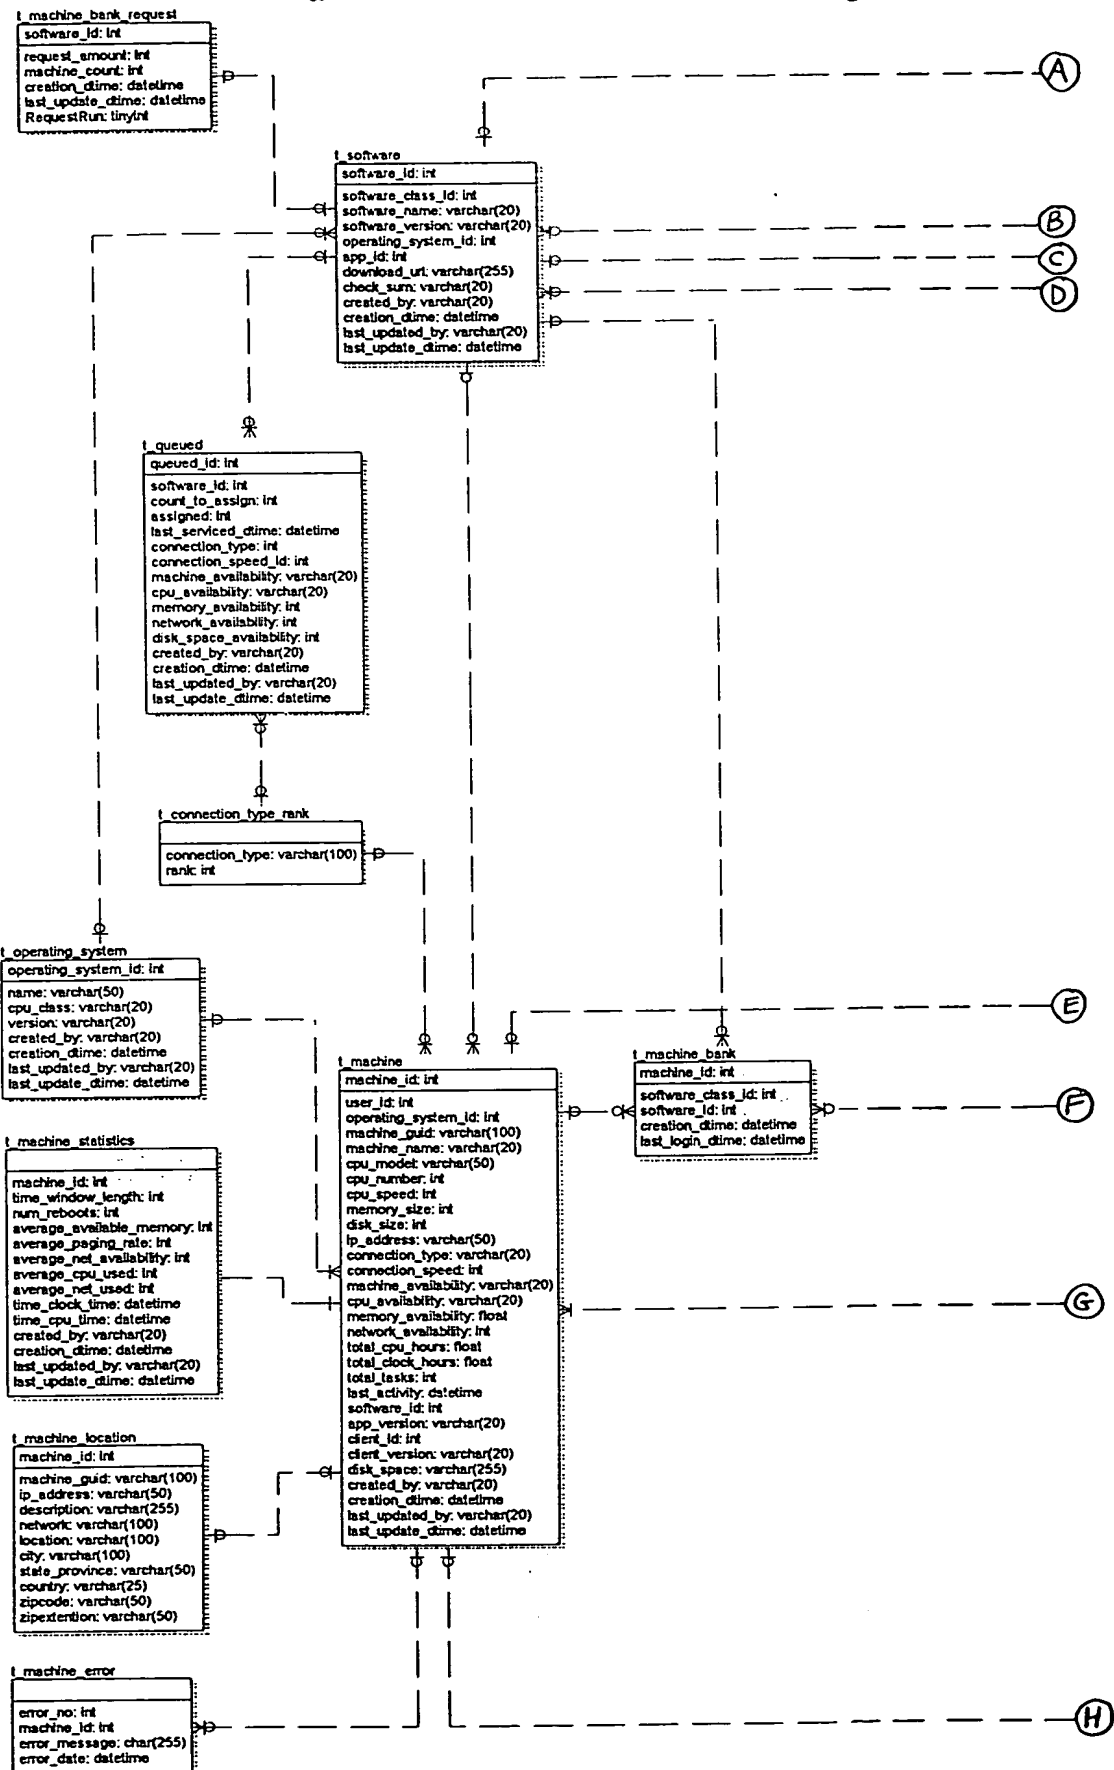 t_machine_bank_request
software_id: int
request_amount: int
machine_count: int
creation_dtime: datetime
last_update_dtime: datetime
RequestRun: tinyint
A
t_software
software_id: int
software_class_id: int
software_name: varchar(20)
software_version: varchar(20)
operating_system_id: int
app_id: int
download_url: varchar(255)
check_sum: varchar(20)
created_by: varchar(20)
creation_dtime: datetime
last_updated_by: varchar(20)
last_update_dtime: datetime
B
C
D
t_queued
queued_id: int
software_id: int
count_to_assign: int
assigned: int
last_serviced_dtime: datetime
connection_type: int
connection_speed_id: int
machine_availability: varchar(20)
cpu_availability: varchar(20)
memory_availability: int
network_availability: int
disk_space_availability: int
created_by: varchar(20)
creation_dtime: datetime
last_updated_by: varchar(20)
last_update_dtime: datetime
t_connection_type_rank
connection_type: varchar(100)
rank: int
t_operating_system
operating_system_id: int
name: varchar(50)
cpu_class: varchar(20)
version: varchar(20)
created_by: varchar(20)
creation_dtime: datetime
last_updated_by: varchar(20)
last_update_dtime: datetime
E
t_machine
machine_id: int
user_id: int
operating_system_id: int
machine_guid: varchar(100)
machine_name: varchar(20)
cpu_model: varchar(50)
cpu_number: int
cpu_speed: int
memory_size: int
disk_size: int
ip_address: varchar(50)
connection_type: varchar(20)
connection_speed: int
machine_availability: varchar(20)
cpu_availability: varchar(20)
memory_availability: float
network_availability: int
total_cpu_hours: float
total_clock_hours: float
total_tasks: int
last_activity: datetime
software_id: int
app_version: varchar(20)
client_id: int
client_version: varchar(20)
disk_space: varchar(255)
created_by: varchar(20)
creation_dtime: datetime
last_updated_by: varchar(20)
last_update_dtime: datetime
t_machine_bank
machine_id: int
software_class_id: int
software_id: int
creation_dtime: datetime
last_login_dtime: datetime
F
t_machine_statistics
machine_id: int
time_window_length: int
num_reboots: int
average_available_memory: int
average_paging_rate: int
average_net_availability: int
average_cpu_used: int
average_net_used: int
time_clock_time: datetime
time_cpu_time: datetime
created_by: varchar(20)
creation_dtime: datetime
last_updated_by: varchar(20)
last_update_dtime: datetime
G
t_machine_location
machine_id: int
machine_guid: varchar(100)
ip_address: varchar(50)
description: varchar(255)
network: varchar(100)
location: varchar(100)
city: varchar(100)
state_province: varchar(50)
country: varchar(25)
zipcode: varchar(50)
zipextention: varchar(50)
t_machine_error
error_no: int
machine_id: int
error_message: char(255)
error_date: datetime
H